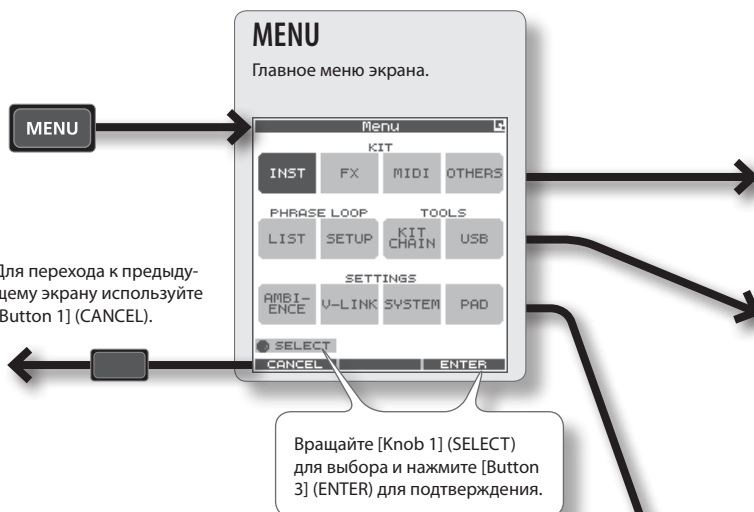 MENU
Главное меню экрана.
MENU
Menu
KIT
INST FX MIDI OTHERS
PHRASE LOOP TOOLS
LIST SETUP KIT CHAIN USB
SETTINGS
AMBI-ENCE V-LINK SYSTEM PAD
SELECT
CANCEL ENTER
Для перехода к предыду-
щему экрану используйте
Button 1] (CANCEL).
Вращайте [Knob 1] (SELECT)
для выбора и нажмите [Button
3] (ENTER) для подтверждения.